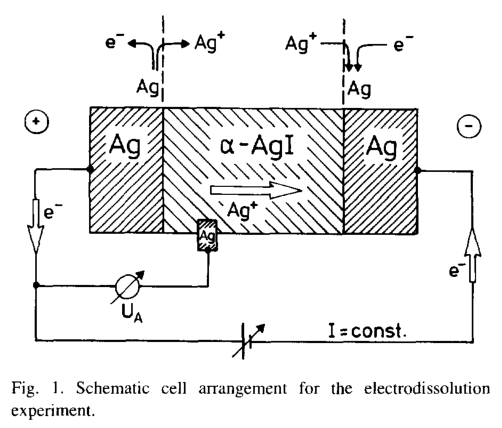 e⁻ Ag⁺ Ag⁺ e⁻
Ag Ag
+ Ag α-AgI Ag −
Ag⁺
e⁻ Ag e⁻
U_A
I = const.
Fig. 1. Schematic cell arrangement for the electrodissolution
experiment.